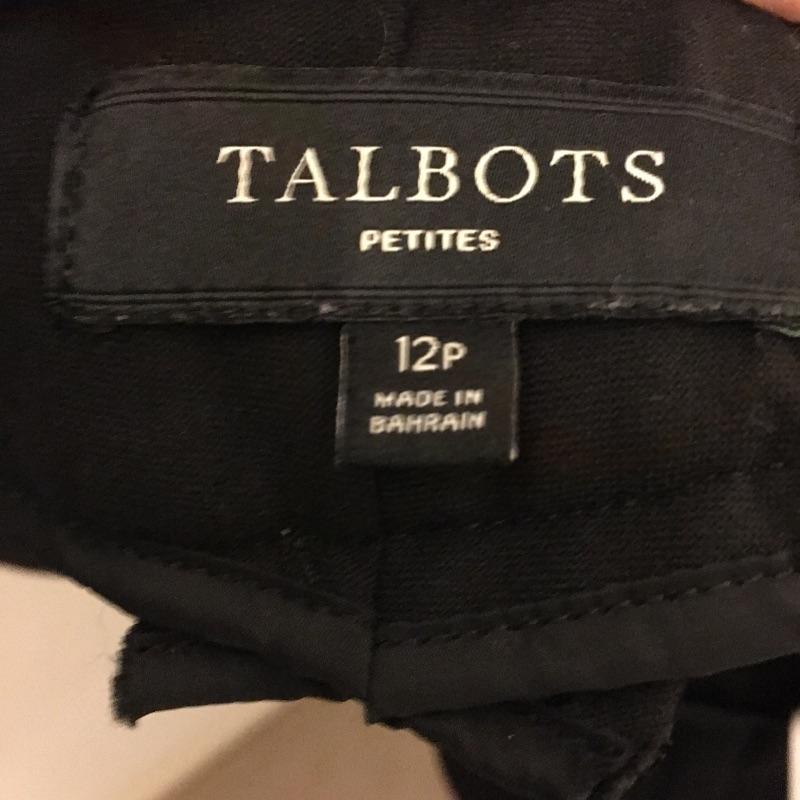 TALBOTS
PETITES
12P
MADE IN
BAHRAIN